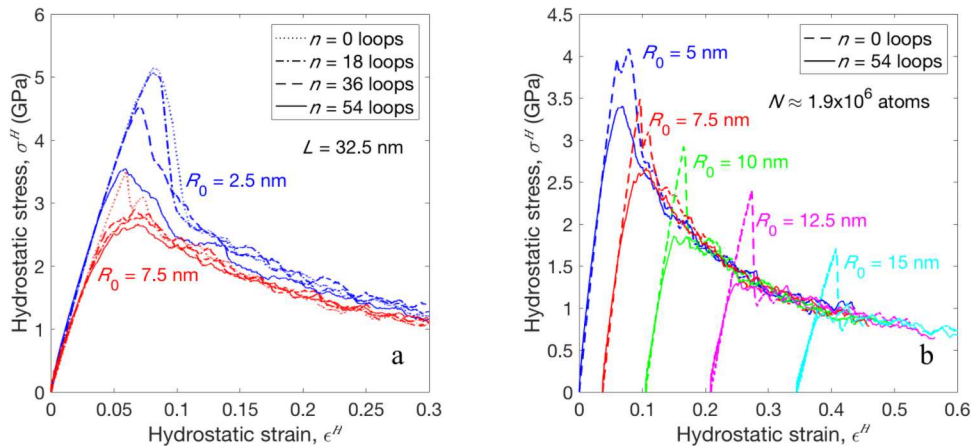 6
5
4
3
2
1
0
Hydrostatic stress, σᴴ (GPa)
n = 0 loops
n = 18 loops
n = 36 loops
n = 54 loops
L = 32.5 nm
R₀ = 2.5 nm
R₀ = 7.5 nm
a
0 0.05 0.1 0.15 0.2 0.25 0.3
Hydrostatic strain, ϵᴴ
4.5
4
3.5
3
2.5
2
1.5
1
0.5
0
Hydrostatic stress, σᴴ (GPa)
n = 0 loops
n = 54 loops
N ≈ 1.9x10⁶ atoms
R₀ = 5 nm
R₀ = 7.5 nm
R₀ = 10 nm
R₀ = 12.5 nm
R₀ = 15 nm
b
0 0.1 0.2 0.3 0.4 0.5 0.6
Hydrostatic strain, ϵᴴ